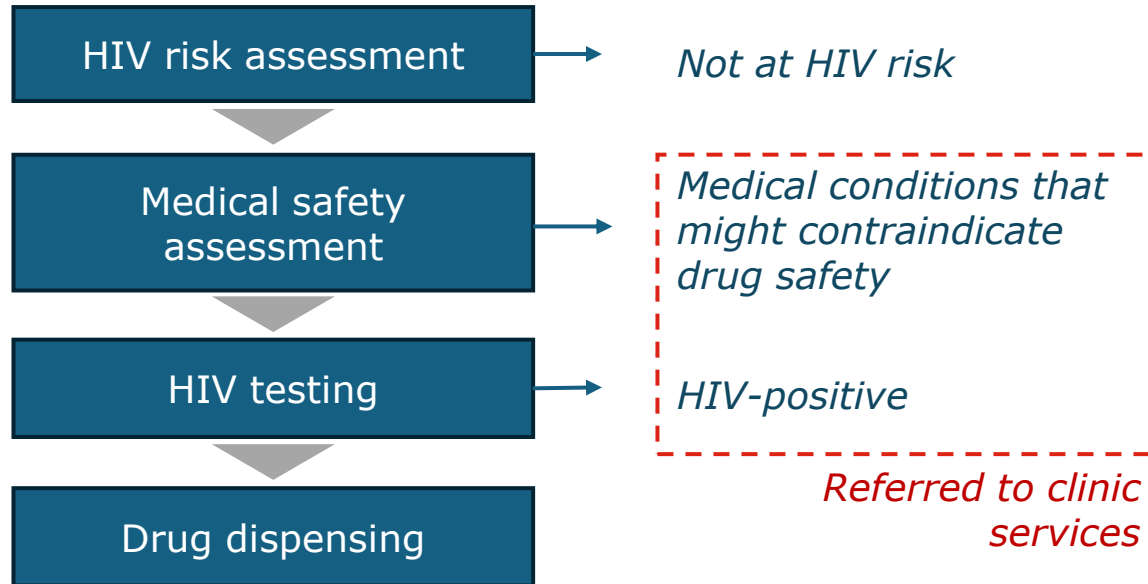 HIV risk assessment
Not at HIV risk
Medical safety
assessment
Medical conditions that
might contraindicate
drug safety
HIV testing
HIV-positive
Referred to clinic
services
Drug dispensing